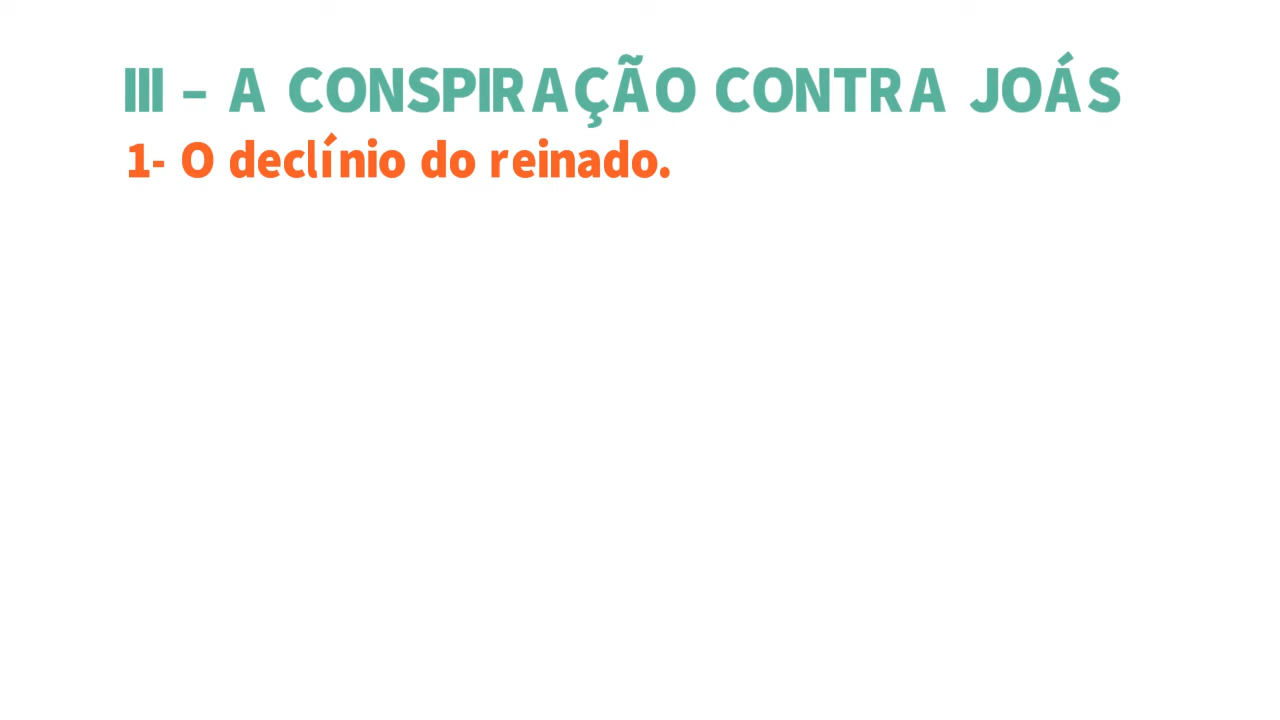 III – A CONSPIRAÇÃO CONTRA JOÁS
1- O declínio do reinado.